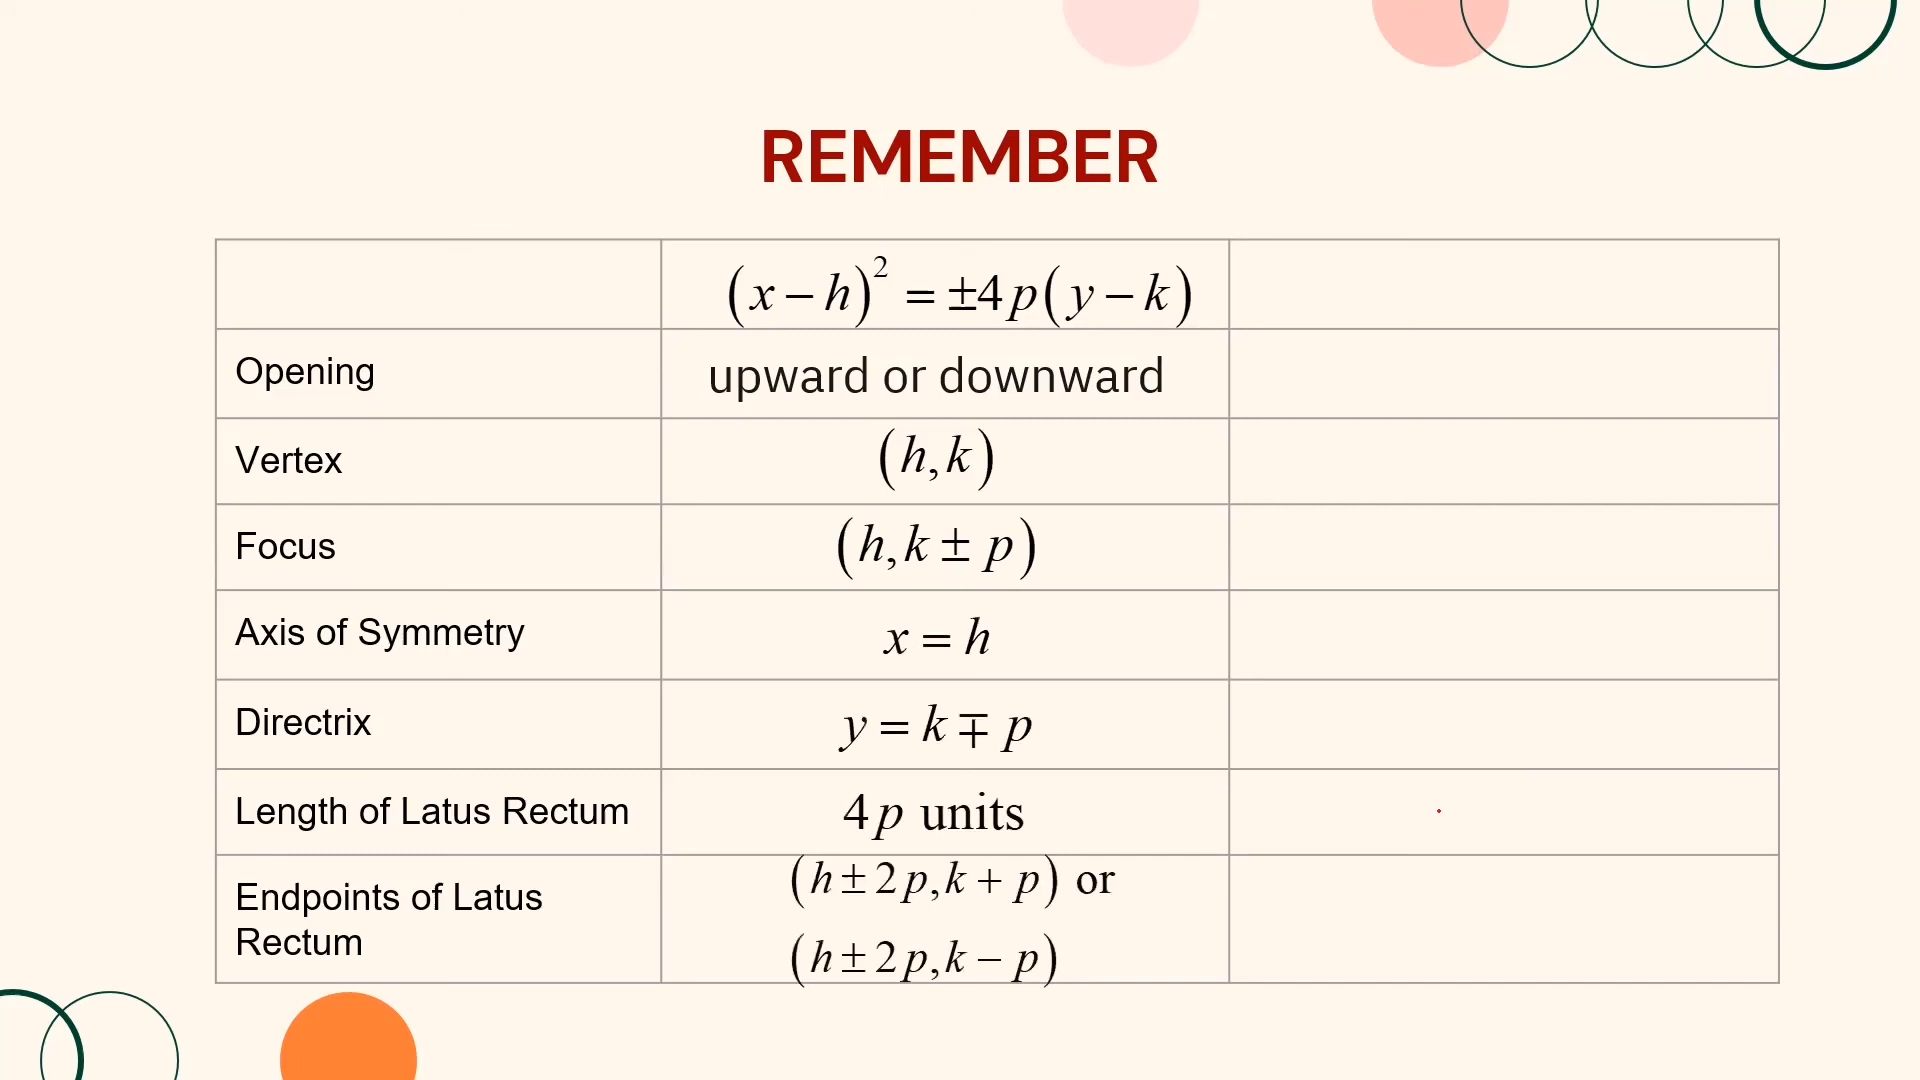 REMEMBER
(x − h)² = ±4p(y − k)
Opening
upward or downward
Vertex
(h, k)
Focus
(h, k ± p)
Axis of Symmetry
x = h
Directrix
y = k ∓ p
Length of Latus Rectum
4p units
Endpoints of Latus
Rectum
(h ± 2p, k + p) or
(h ± 2p, k − p)